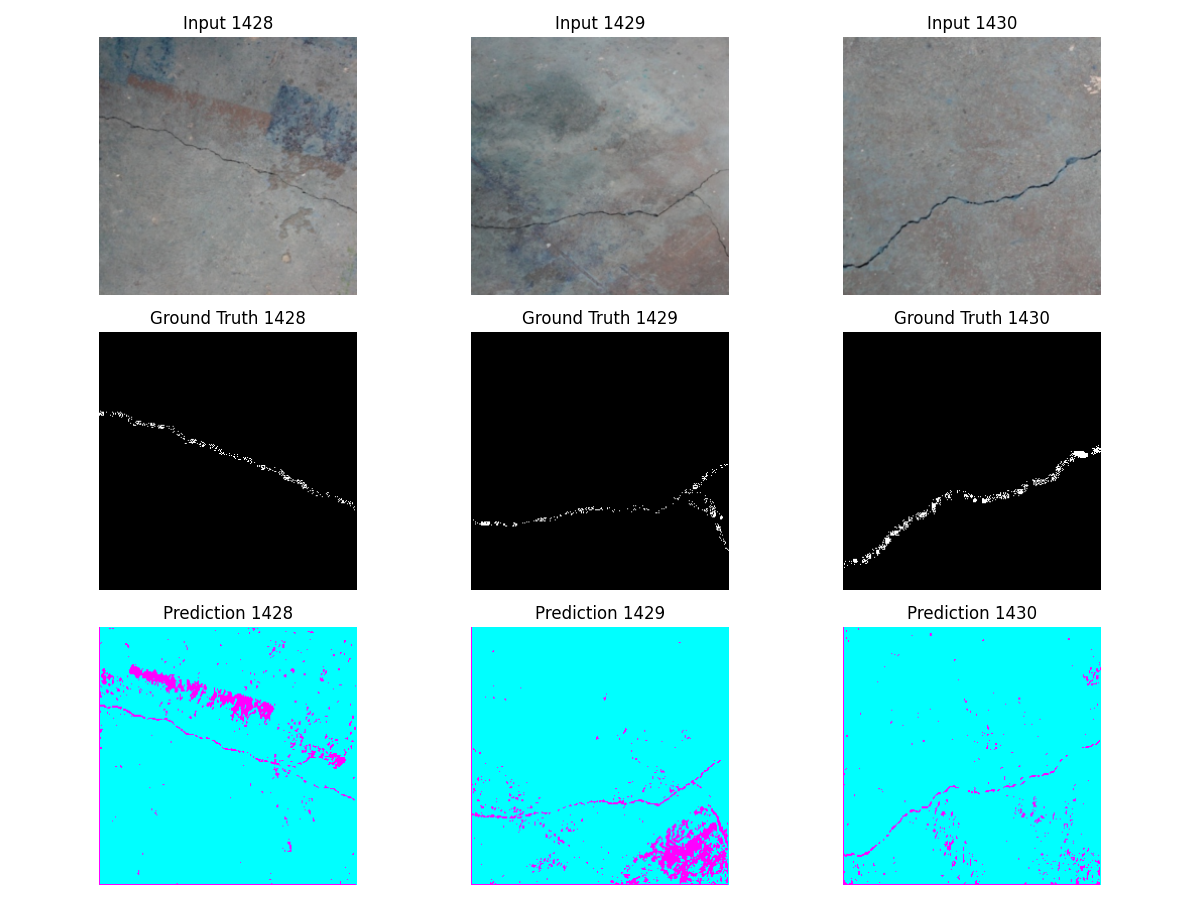 Input 1428
Input 1429
Input 1430
Ground Truth 1428
Ground Truth 1429
Ground Truth 1430
Prediction 1428
Prediction 1429
Prediction 1430